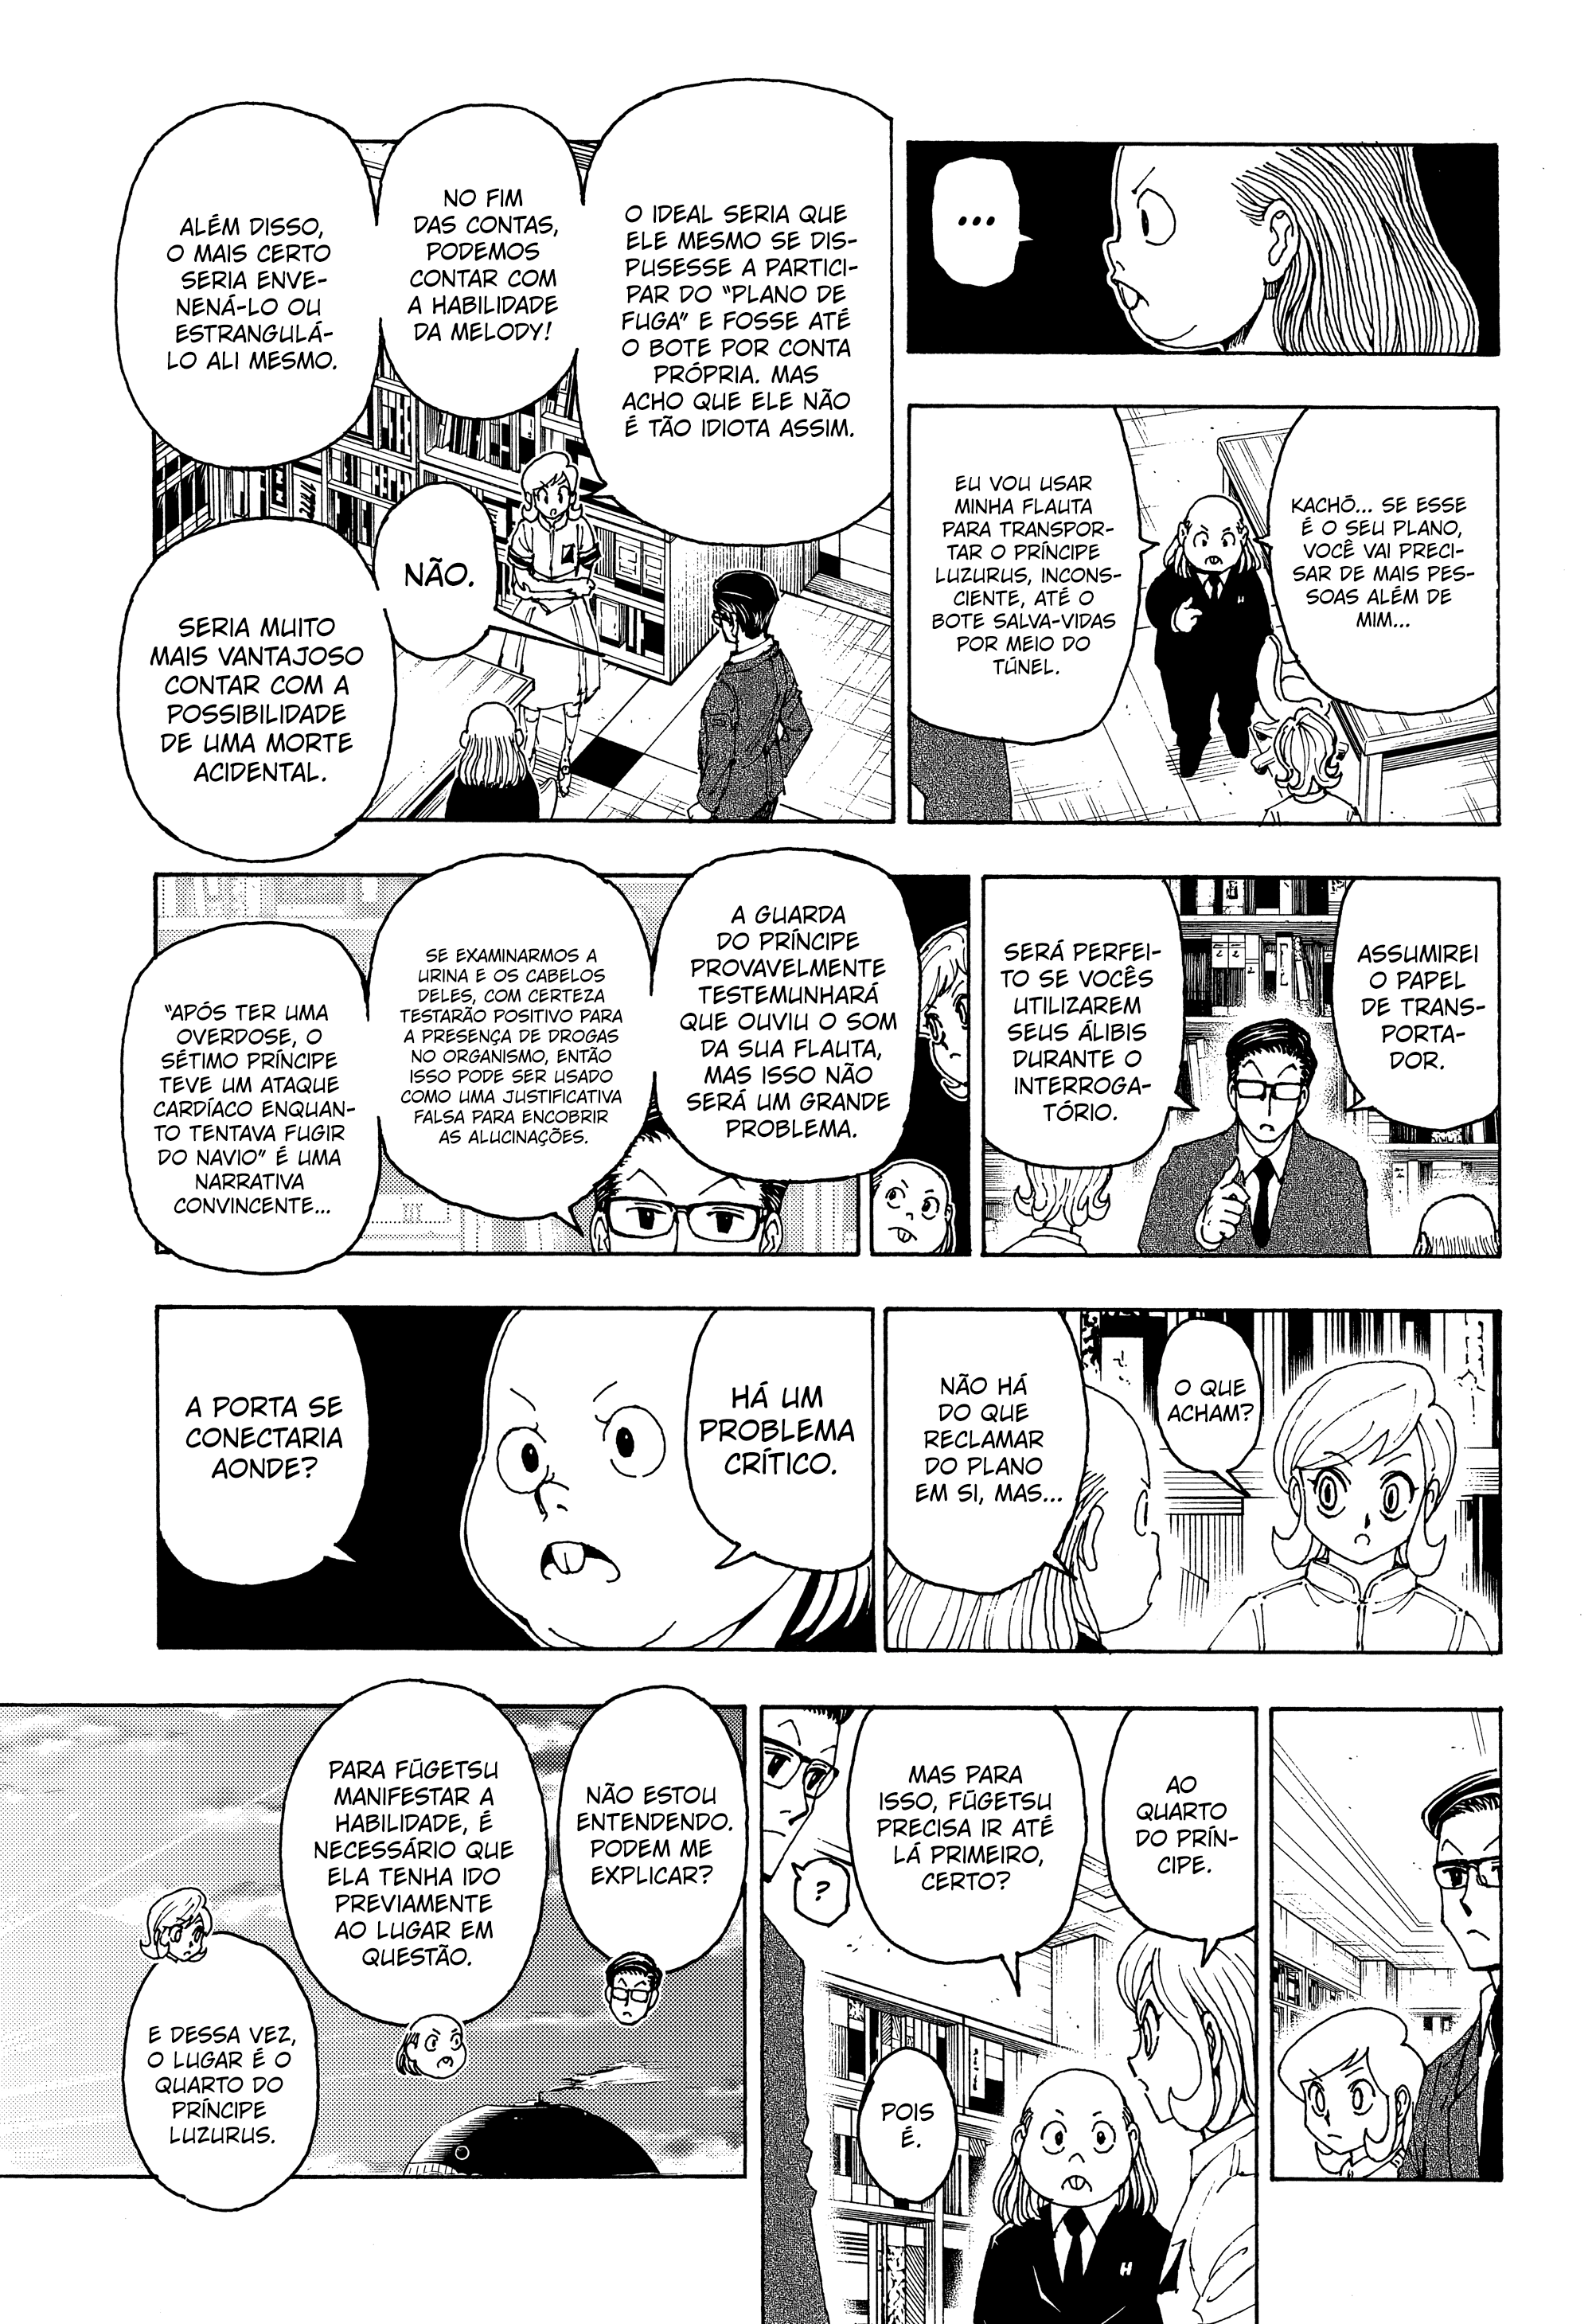 ...
KACHŌ... SE ESSE
É O SEU PLANO,
VOCÊ VAI PRECI-
SAR DE MAIS PES-
SOAS ALÉM DE
MIM...
EU VOU USAR
MINHA FLAUTA
PARA TRANSPOR-
TAR O PRÍNCIPE
LUZURUS, INCONS-
CIENTE, ATÉ O
BOTE SALVA-VIDAS
POR MEIO DO
TÚNEL.
O IDEAL SERIA QUE
ELE MESMO SE DIS-
PUSESSE A PARTICI-
PAR DO “PLANO DE
FUGA” E FOSSE ATÉ
O BOTE POR CONTA
PRÓPRIA. MAS
ACHO QUE ELE NÃO
É TÃO IDIOTA ASSIM.
NO FIM
DAS CONTAS,
PODEMOS
CONTAR COM
A HABILIDADE
DA MELODY!
ALÉM DISSO,
O MAIS CERTO
SERIA ENVE-
NENÁ-LO OU
ESTRANGULÁ-
LO ALI MESMO.
NÃO.
SERIA MUITO
MAIS VANTAJOSO
CONTAR COM A
POSSIBILIDADE
DE UMA MORTE
ACIDENTAL.
ASSUMIREI
O PAPEL
DE TRANS-
PORTA-
DOR.
SERÁ PERFEI-
TO SE VOCÊS
UTILIZAREM
SEUS ÁLIBIS
DURANTE O
INTERROGA-
TÓRIO.
A GUARDA
DO PRÍNCIPE
PROVAVELMENTE
TESTEMUNHARÁ
QUE OUVIU O SOM
DA SUA FLAUTA,
MAS ISSO NÃO
SERÁ UM GRANDE
PROBLEMA.
SE EXAMINARMOS A
URINA E OS CABELOS
DELES, COM CERTEZA
TESTARÃO POSITIVO PARA
A PRESENÇA DE DROGAS
NO ORGANISMO, ENTÃO
ISSO PODE SER USADO
COMO UMA JUSTIFICATIVA
FALSA PARA ENCOBRIR
AS ALUCINAÇÕES.
“APÓS TER UMA
OVERDOSE, O
SÉTIMO PRÍNCIPE
TEVE UM ATAQUE
CARDÍACO ENQUAN-
TO TENTAVA FUGIR
DO NAVIO” É UMA
NARRATIVA
CONVINCENTE...
O QUE
ACHAM?
NÃO HÁ
DO QUE
RECLAMAR
DO PLANO
EM SI, MAS...
HÁ UM
PROBLEMA
CRÍTICO.
A PORTA SE
CONECTARIA
AONDE?
AO
QUARTO
DO PRÍN-
CIPE.
MAS PARA
ISSO, FŪGETSU
PRECISA IR ATÉ
LÁ PRIMEIRO,
CERTO?
?
POIS
É.
H
NÃO ESTOU
ENTENDENDO.
PODEM ME
EXPLICAR?
PARA FŪGETSU
MANIFESTAR A
HABILIDADE, É
NECESSÁRIO QUE
ELA TENHA IDO
PREVIAMENTE
AO LUGAR EM
QUESTÃO.
E DESSA VEZ,
O LUGAR É O
QUARTO DO
PRÍNCIPE
LUZURUS.